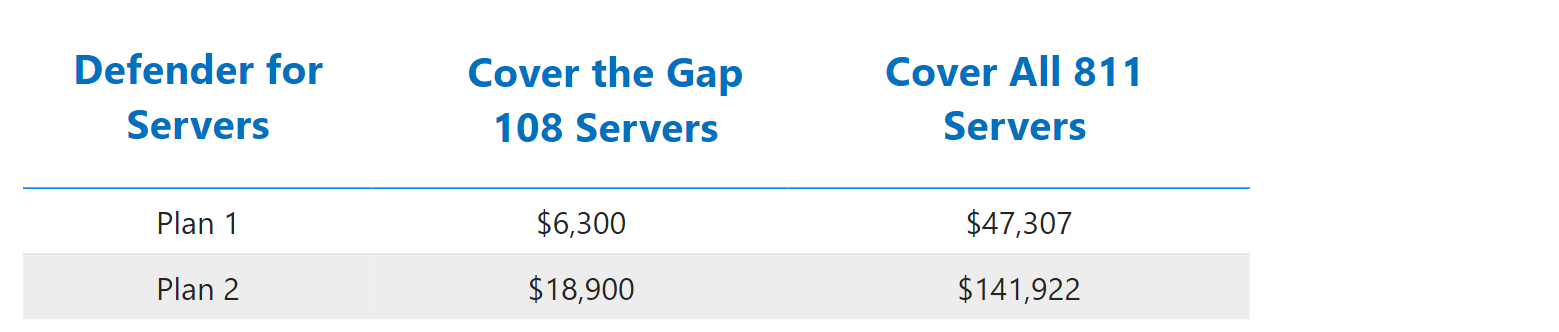 Defender for
Servers
Cover the Gap
108 Servers
Cover All 811
Servers
Plan 1
$6,300
$47,307
Plan 2
$18,900
$141,922